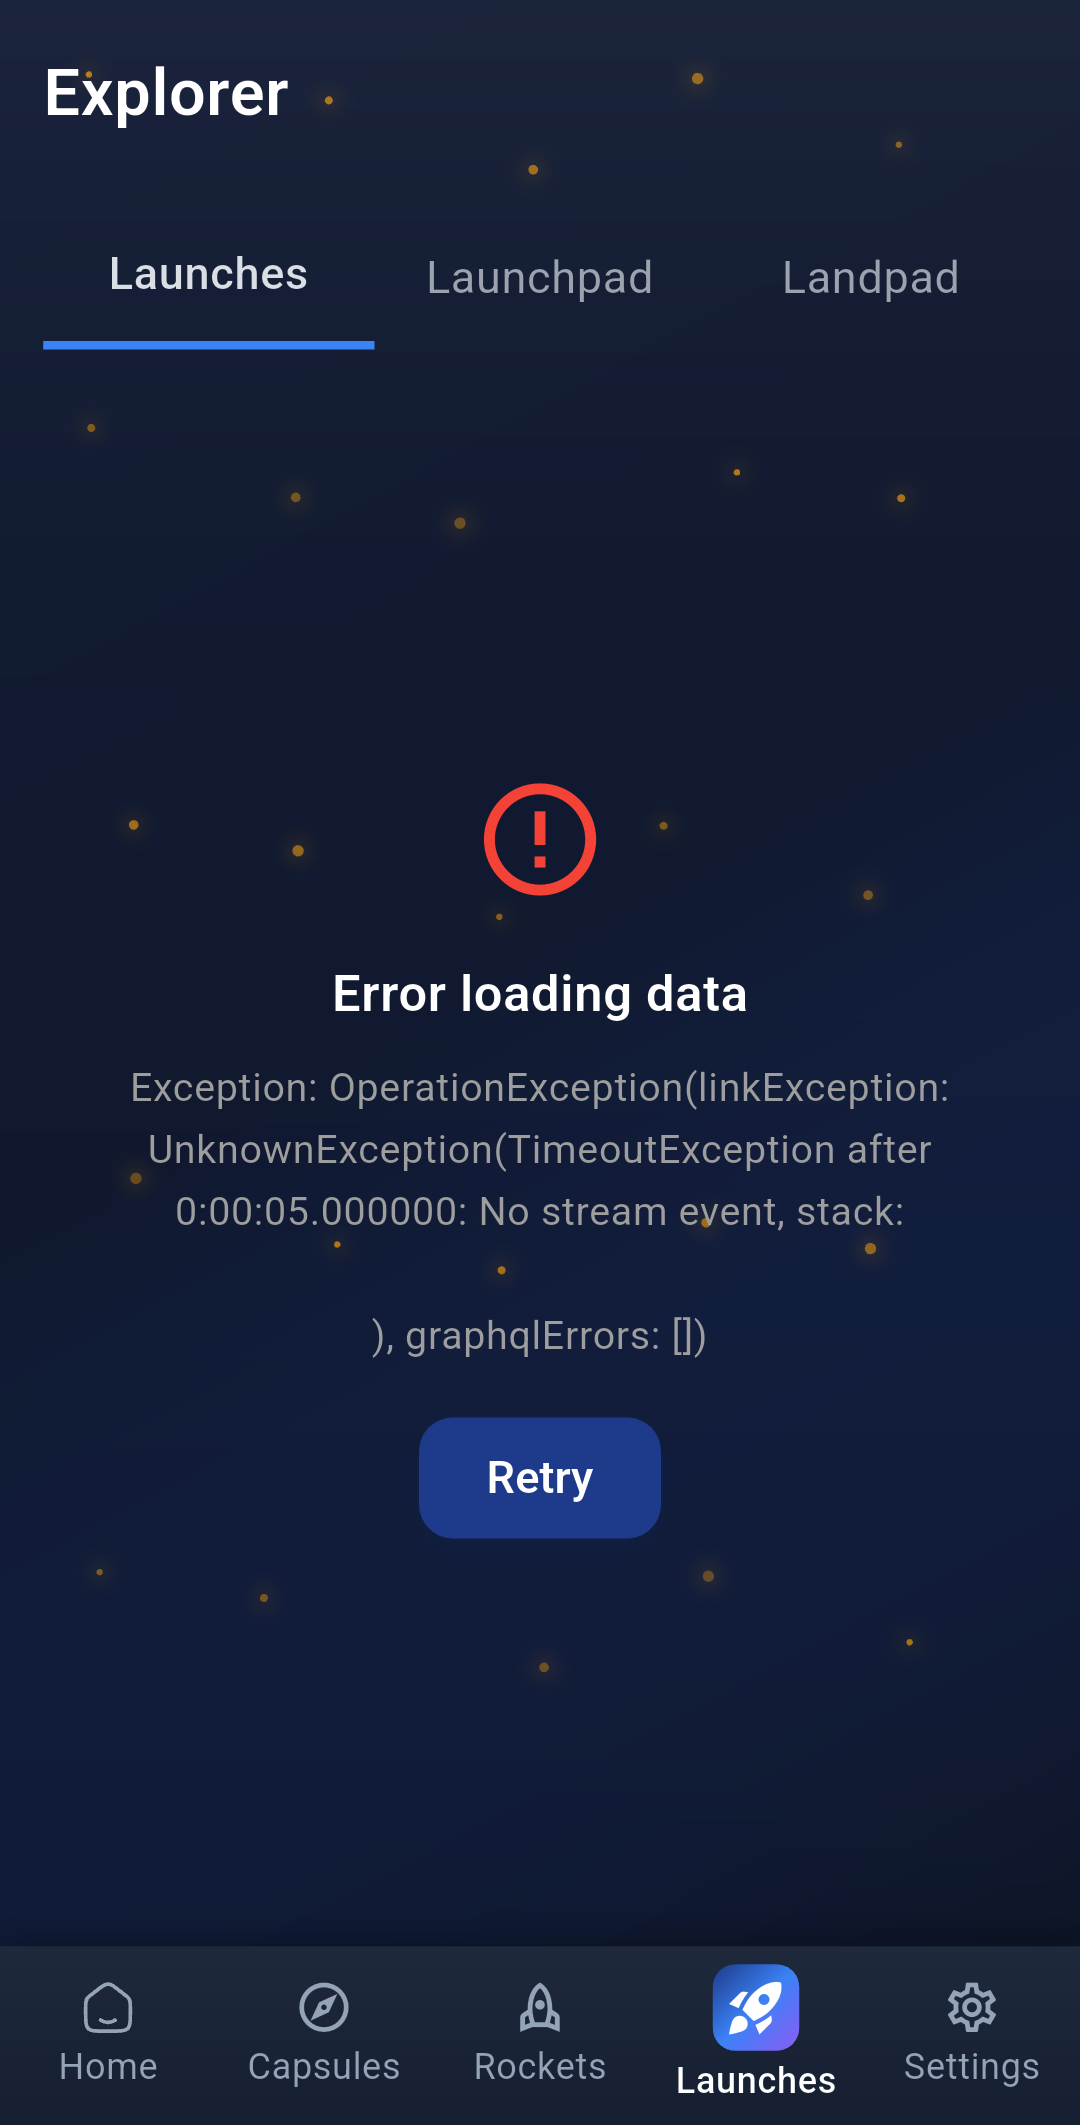 Explorer
Launches Launchpad Landpad
Error loading data
Exception: OperationException(linkException:
UnknownException(TimeoutException after
0:00:05.000000: No stream event, stack:
), graphqlErrors: [])
Retry
Home Capsules Rockets Launches Settings